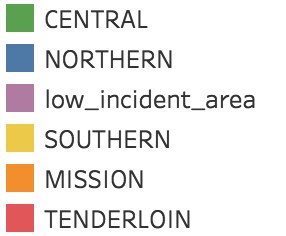 CENTRAL
NORTHERN
low_incident_area
SOUTHERN
MISSION
TENDERLOIN